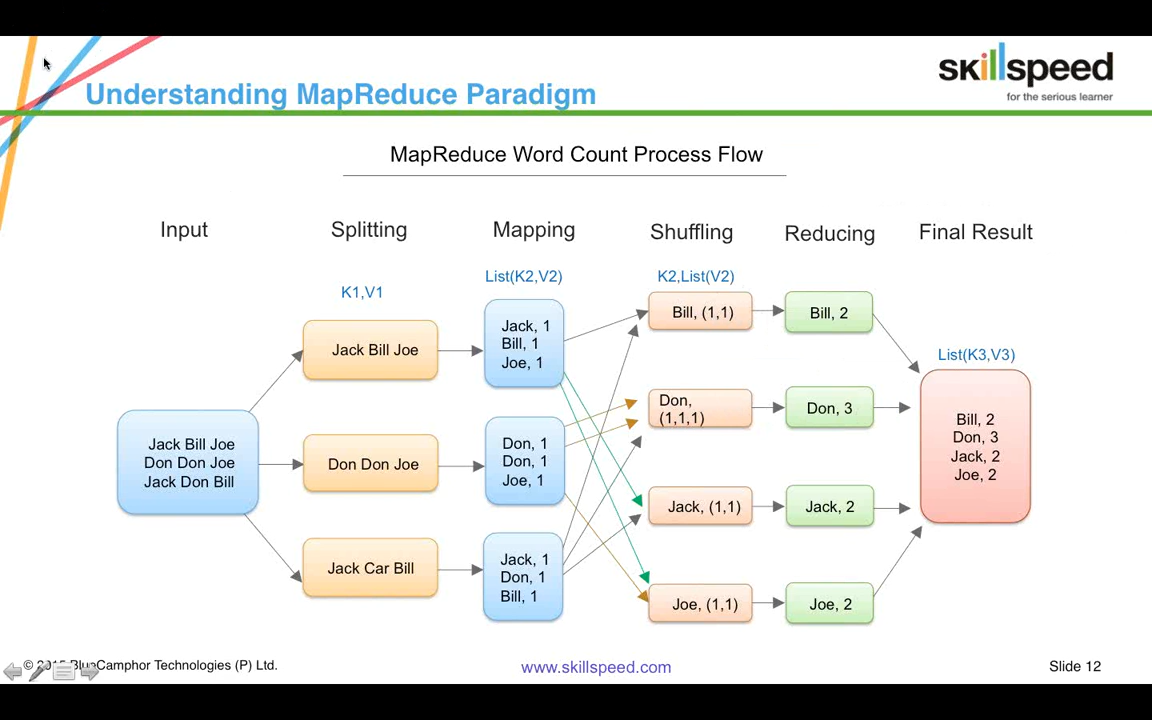 skillspeed
for the serious learner
Understanding MapReduce Paradigm
MapReduce Word Count Process Flow
Input
Splitting
Mapping
Shuffling
Reducing
Final Result
K1,V1
List(K2,V2)
K2,List(V2)
List(K3,V3)
Jack Bill Joe
Don Don Joe
Jack Don Bill
Jack Bill Joe
Don Don Joe
Jack Car Bill
Jack, 1
Bill, 1
Joe, 1
Don, 1
Don, 1
Joe, 1
Jack, 1
Don, 1
Bill, 1
Bill, (1,1)
Don,
(1,1,1)
Jack, (1,1)
Joe, (1,1)
Bill, 2
Don, 3
Jack, 2
Joe, 2
Bill, 2
Don, 3
Jack, 2
Joe, 2
© BlueCamphor Technologies (P) Ltd.
www.skillspeed.com
Slide 12